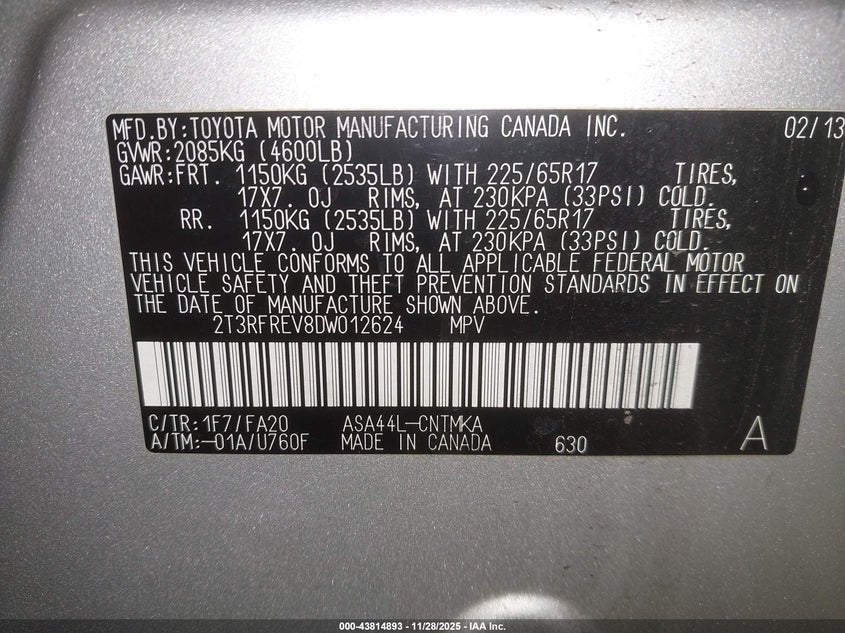 MFD.BY:TOYOTA MOTOR MANUFACTURING CANADA INC. 02/13
GVWR:2085KG (4600LB)
GAWR:FRT. 1150KG (2535LB) WITH 225/65R17 TIRES,
17X7.0J RIMS, AT 230KPA (33PSI) COLD.
RR. 1150KG (2535LB) WITH 225/65R17 TIRES,
17X7.0J RIMS, AT 230KPA (33PSI) COLD.
THIS VEHICLE CONFORMS TO ALL APPLICABLE FEDERAL MOTOR
VEHICLE SAFETY AND THEFT PREVENTION STANDARDS IN EFFECT ON
THE DATE OF MANUFACTURE SHOWN ABOVE.
2T3RFREV8DW012624 MPV
C/TR:1F7/FA20 ASA44L-CNTMKA
A/TM:-01A/U760F MADE IN CANADA 630 A
000-43814893 - 11/28/2025 - IAA Inc.